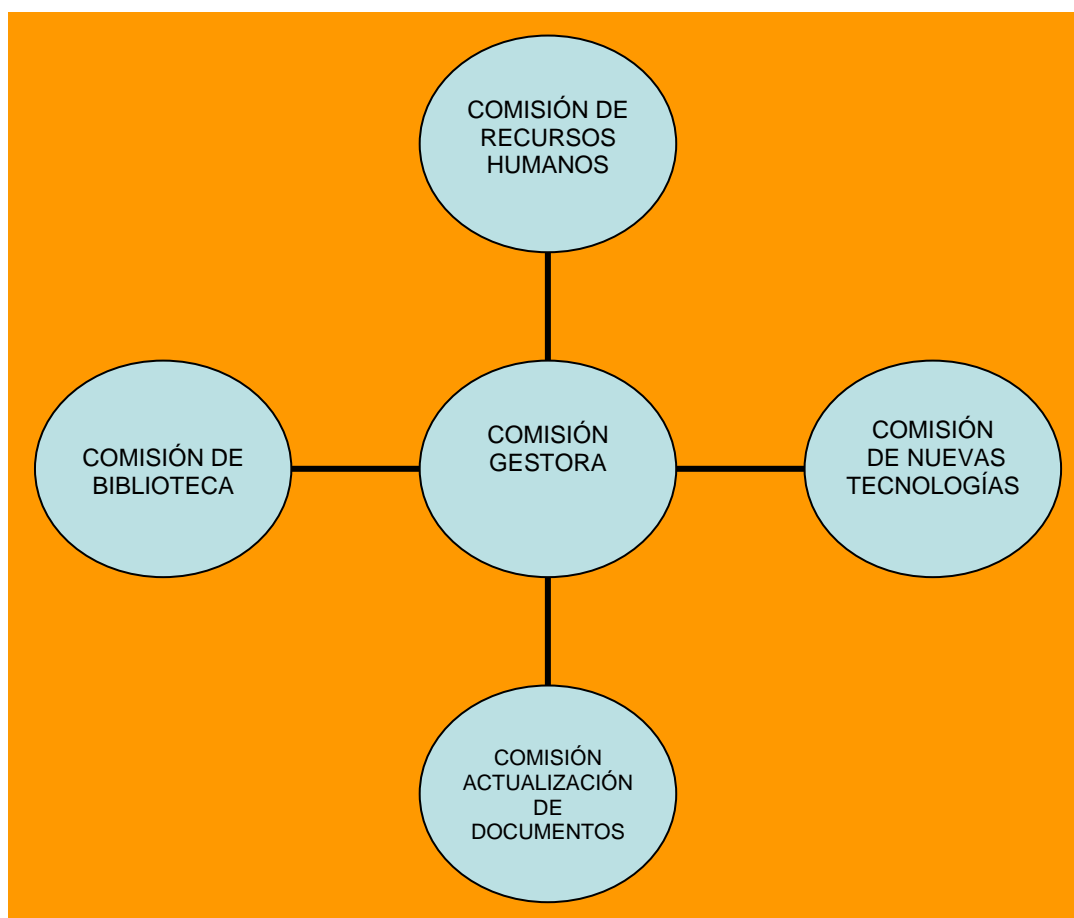 COMISIÓN DE
RECURSOS
HUMANOS
COMISIÓN DE
BIBLIOTECA
COMISIÓN
GESTORA
COMISIÓN
DE NUEVAS
TECNOLOGÍAS
COMISIÓN
ACTUALIZACIÓN
DE
DOCUMENTOS